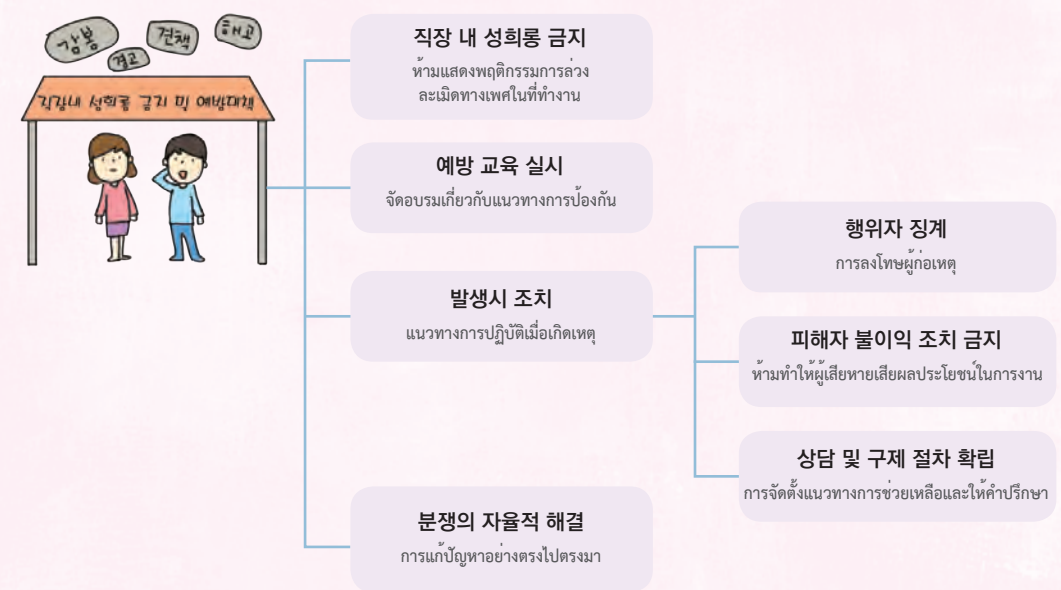 감봉
경고
견책
해고
직장내 성희롱 금지 및 예방대책
직장 내 성희롱 금지
ห้ามแสดงพฤติกรรมการล่วง
ละเมิดทางเพศในที่ทำงาน
예방 교육 실시
จัดอบรมเกี่ยวกับแนวทางการป้องกัน
발생시 조치
แนวทางการปฏิบัติเมื่อเกิดเหตุ
행위자 징계
การลงโทษผู้ก่อเหตุ
피해자 불이익 조치 금지
ห้ามทำให้ผู้เสียหายเสียผลประโยชน์ในการงาน
상담 및 구제 절차 확립
การจัดตั้งแนวทางการช่วยเหลือและให้คำปรึกษา
분쟁의 자율적 해결
การแก้ปัญหาอย่างตรงไปตรงมา